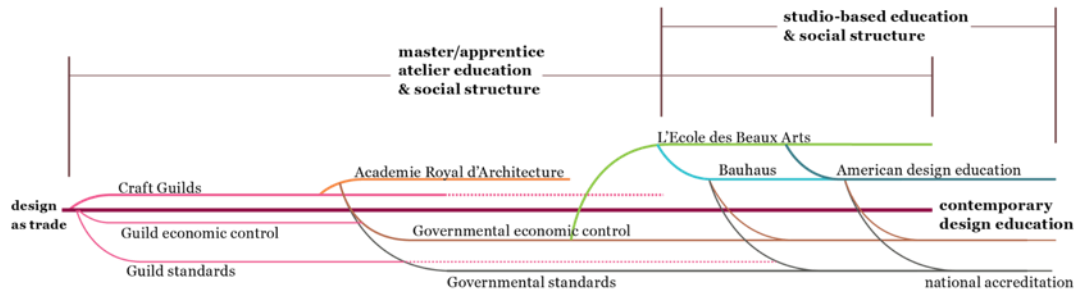 studio-based education
& social structure
master/apprentice
atelier education
& social structure
L'Ecole des Beaux Arts
Academie Royal d'Architecture
Bauhaus
American design education
Craft Guilds
design
as trade
contemporary
design education
Guild economic control
Governmental economic control
Guild standards
Governmental standards
national accreditation